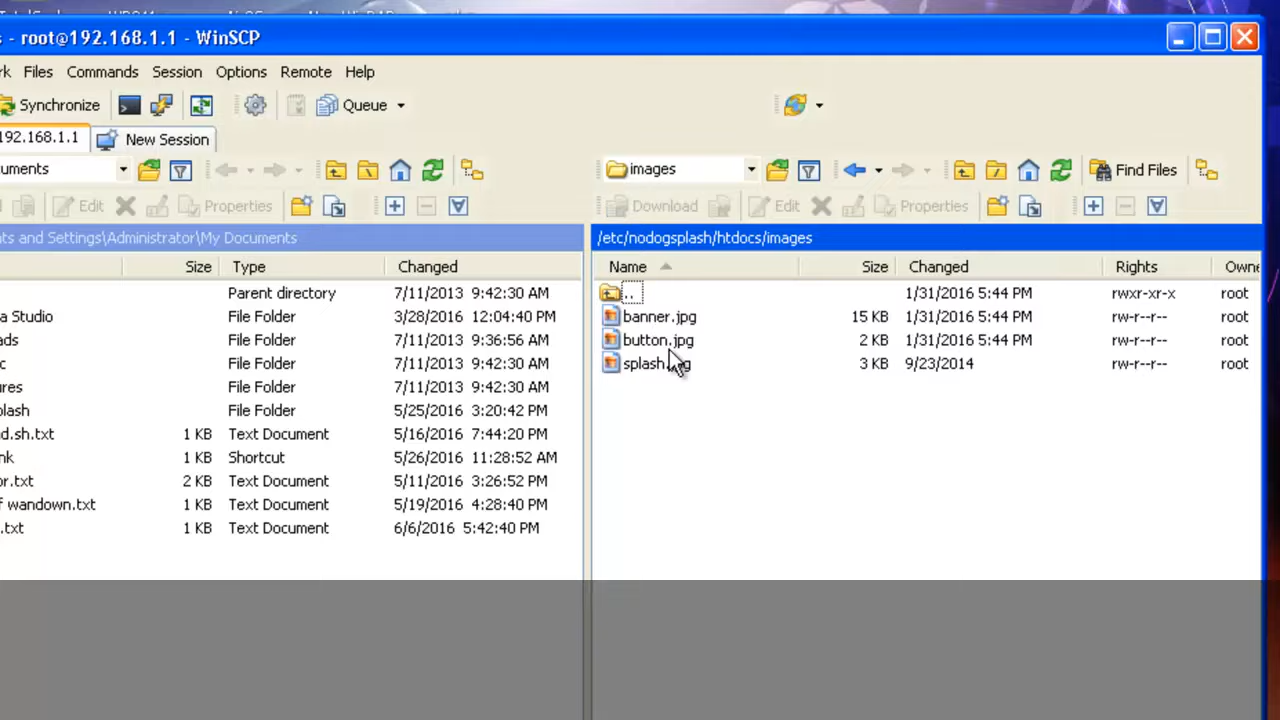 s - root@192.168.1.1 - WinSCP
rk Files Commands Session Options Remote Help
Synchronize Queue
192.168.1.1 New Session
uments images Find Files
Edit Properties Download Edit Properties
nts and Settings\Administrator\My Documents /etc/nodogsplash/htdocs/images
Size Type Changed Name Size Changed Rights Owne
Parent directory 7/11/2013 9:42:30 AM .. 1/31/2016 5:44 PM rwxr-xr-x root
a Studio File Folder 3/28/2016 12:04:40 PM banner.jpg 15 KB 1/31/2016 5:44 PM rw-r--r-- root
ads File Folder 7/11/2013 9:36:56 AM button.jpg 2 KB 1/31/2016 5:44 PM rw-r--r-- root
c File Folder 7/11/2013 9:42:30 AM splash.jpg 3 KB 9/23/2014 rw-r--r-- root
ures File Folder 7/11/2013 9:42:30 AM
lash File Folder 5/25/2016 3:20:42 PM
d.sh.txt 1 KB Text Document 5/16/2016 7:44:20 PM
nk 1 KB Shortcut 5/26/2016 11:28:52 AM
or.txt 2 KB Text Document 5/11/2016 3:26:52 PM
f wandown.txt 1 KB Text Document 5/19/2016 4:28:40 PM
.txt 1 KB Text Document 6/6/2016 5:42:40 PM